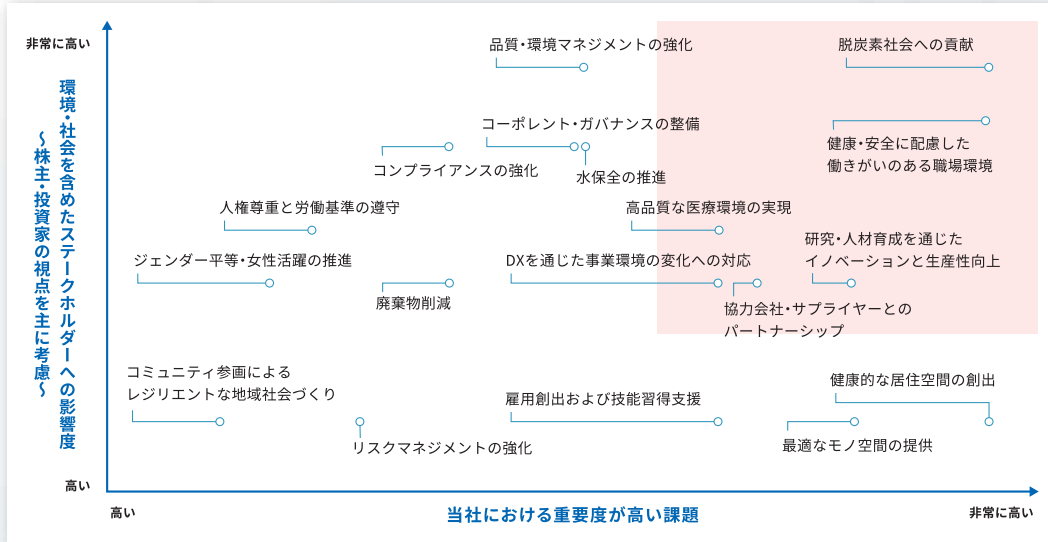 非常に高い
環境・社会を含めたステークホルダーへの影響度
〜株主・投資家の視点を主に考慮〜
高い
品質・環境マネジメントの強化
脱炭素社会への貢献
コーポレント・ガバナンスの整備
健康・安全に配慮した
働きがいのある職場環境
コンプライアンスの強化
水保全の推進
人権尊重と労働基準の遵守
高品質な医療環境の実現
研究・人材育成を通じた
イノベーションと生産性向上
ジェンダー平等・女性活躍の推進
DXを通じた事業環境の変化への対応
廃棄物削減
協力会社・サプライヤーとの
パートナーシップ
コミュニティ参画による
レジリエントな地域社会づくり
健康的な居住空間の創出
雇用創出および技能習得支援
リスクマネジメントの強化
最適なモノ空間の提供
高い
当社における重要度が高い課題
非常に高い